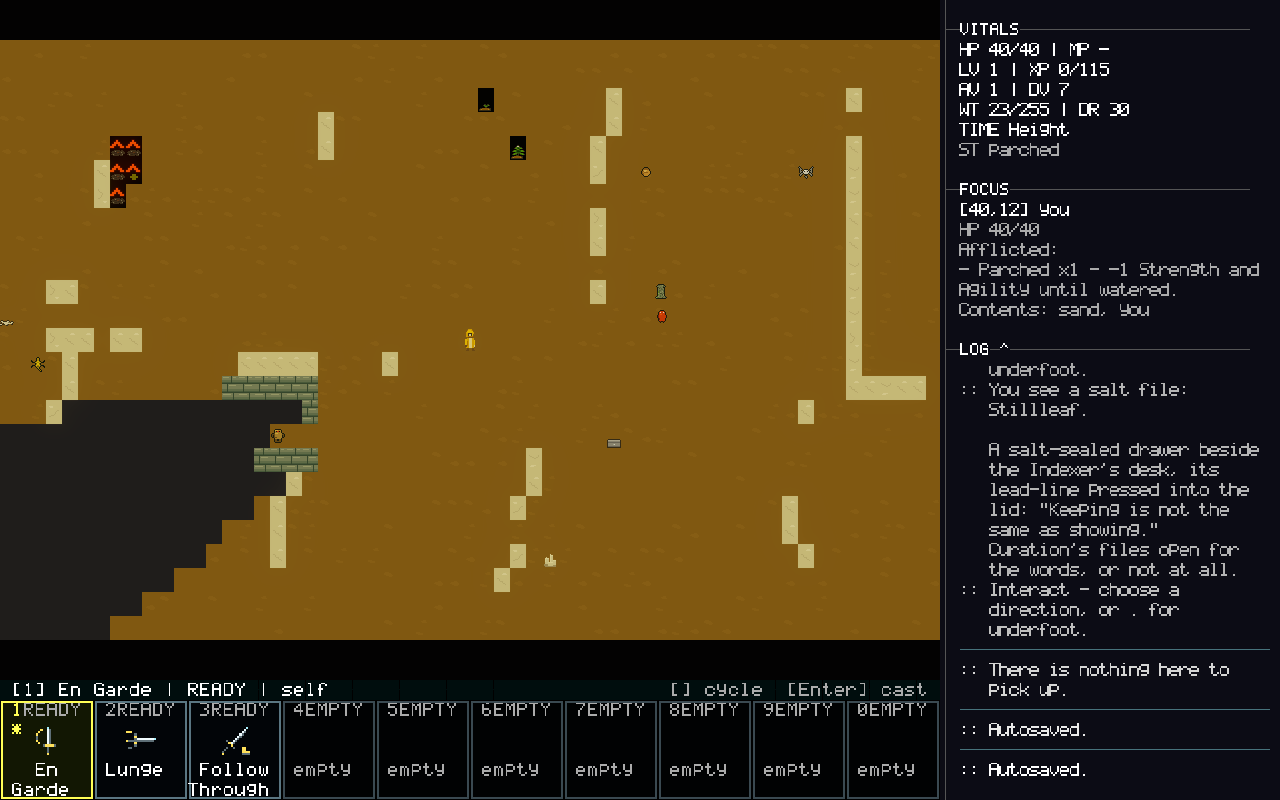 VITALS
HP 40/40 | MP -
LV 1 | XP 0/115
AV 1 | DV 7
WT 23/255 | DR 30
TIME Height
ST Parched
FOCUS
[40,12] You
HP 40/40
Afflicted:
- Parched x1 - -1 Strength and
Agility until watered.
Contents: sand, You
LOG ^
underfoot.
:: You see a salt file:
Stillleaf.
A salt-sealed drawer beside
the Indexer's desk, its
lead-line Pressed into the
lid: "Keeping is not the
same as showing."
Curation's files open for
the words, or not at all.
:: Interact - choose a
direction, or . for
underfoot.
:: There is nothing here to
Pick up.
:: Autosaved.
:: Autosaved.
[1] En Garde | READY | self [] cycle [Enter] cast
1READY 2READY 3READY 4EMPTY 5EMPTY 6EMPTY 7EMPTY 8EMPTY 9EMPTY 0EMPTY
*
En Garde Lunge Follow Through empty empty empty empty empty empty empty